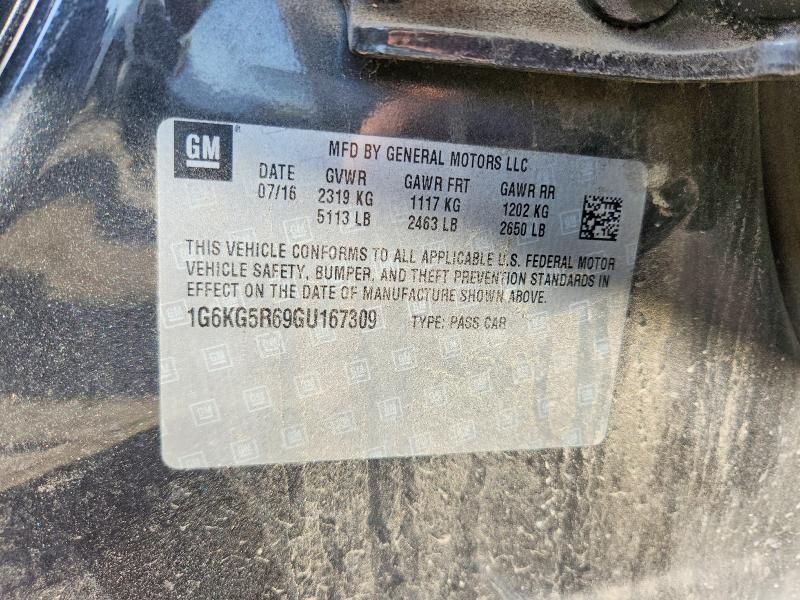 GM
MFD BY GENERAL MOTORS LLC
DATE GVWR GAWR FRT GAWR RR
07/16 2319 KG 1117 KG 1202 KG
5113 LB 2463 LB 2650 LB
THIS VEHICLE CONFORMS TO ALL APPLICABLE U.S. FEDERAL MOTOR
VEHICLE SAFETY, BUMPER, AND THEFT PREVENTION STANDARDS IN
EFFECT ON THE DATE OF MANUFACTURE SHOWN ABOVE.
1G6KG5R69GU167309 TYPE: PASS CAR